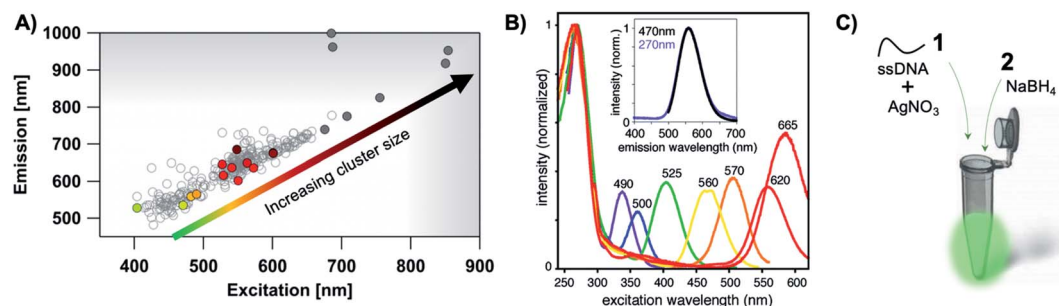 A)
Emission [nm]
1000
900
800
700
600
500
400
500
600
700
800
900
Excitation [nm]
Increasing cluster size
B)
intensity (normalized)
1
0
250
300
350
400
450
500
550
600
excitation wavelength (nm)
490
500
525
560
570
620
665
470nm
270nm
intensity (norm.)
1
0
400
500
600
700
emission wavelength (nm)
C)
1
ssDNA
+
AgNO3
2
NaBH4